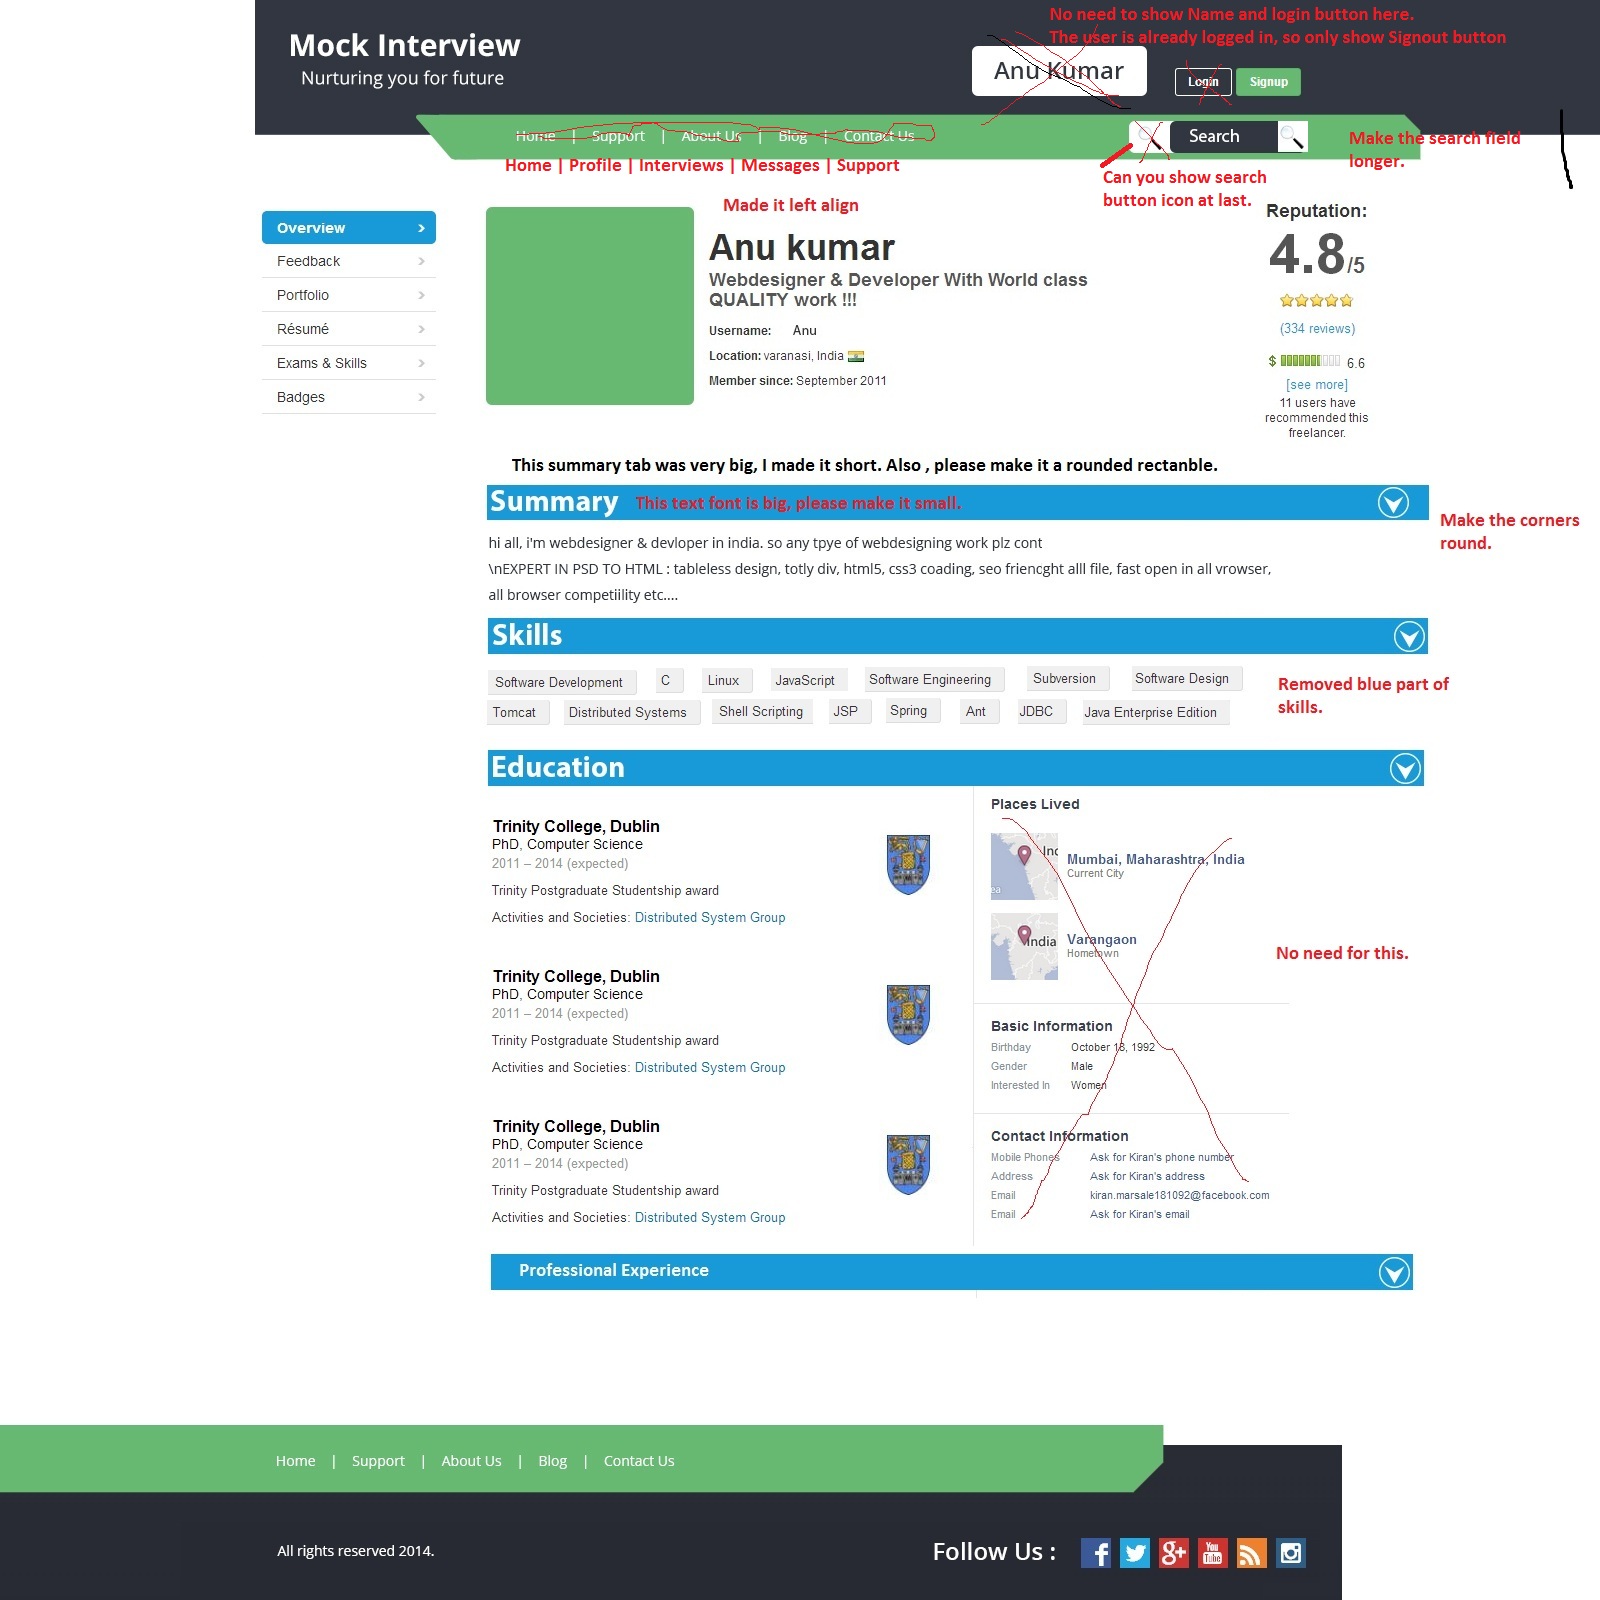 No need to show Name and login button here.
The user is already logged in, so only show Signout button
Mock Interview
Nurturing you for future
Anu Kumar
Login
Signup
Home | Support | About Us | Blog | Contact Us
Search
Make the search field
longer.
Home | Profile | Interviews | Messages | Support
Can you show search
button icon at last.
Made it left align
Overview
Feedback
Portfolio
Résumé
Exams & Skills
Badges
Anu kumar
Webdesigner & Developer With World class
QUALITY work !!!
Username: Anu
Location: varanasi, India
Member since: September 2011
Reputation:
4.8/5
(334 reviews)
$ 6.6
[see more]
11 users have
recommended this
freelancer.
This summary tab was very big, I made it short. Also , please make it a rounded rectanble.
Summary
This text font is big, please make it small.
Make the corners
round.
hi all, i'm webdesigner & devloper in india. so any tpye of webdesigning work plz cont
\nEXPERT IN PSD TO HTML : tableless design, totly div, html5, css3 coading, seo friencght alll file, fast open in all vrowser,
all browser competiility etc....
Skills
Software Development C Linux JavaScript Software Engineering Subversion Software Design
Tomcat Distributed Systems Shell Scripting JSP Spring Ant JDBC Java Enterprise Edition
Removed blue part of
skills.
Education
Trinity College, Dublin
PhD, Computer Science
2011 – 2014 (expected)
Trinity Postgraduate Studentship award
Activities and Societies: Distributed System Group
Trinity College, Dublin
PhD, Computer Science
2011 – 2014 (expected)
Trinity Postgraduate Studentship award
Activities and Societies: Distributed System Group
Trinity College, Dublin
PhD, Computer Science
2011 – 2014 (expected)
Trinity Postgraduate Studentship award
Activities and Societies: Distributed System Group
Places Lived
ea
Mumbai, Maharashtra, India
Current City
India
Varangaon
Hometown
No need for this.
Basic Information
Birthday October 18, 1992
Gender Male
Interested In Women
Contact Information
Mobile Phones Ask for Kiran's phone number
Address Ask for Kiran's address
Email kiran.marsale181092@facebook.com
Email Ask for Kiran's email
Professional Experience
Home | Support | About Us | Blog | Contact Us
All rights reserved 2014.
Follow Us :